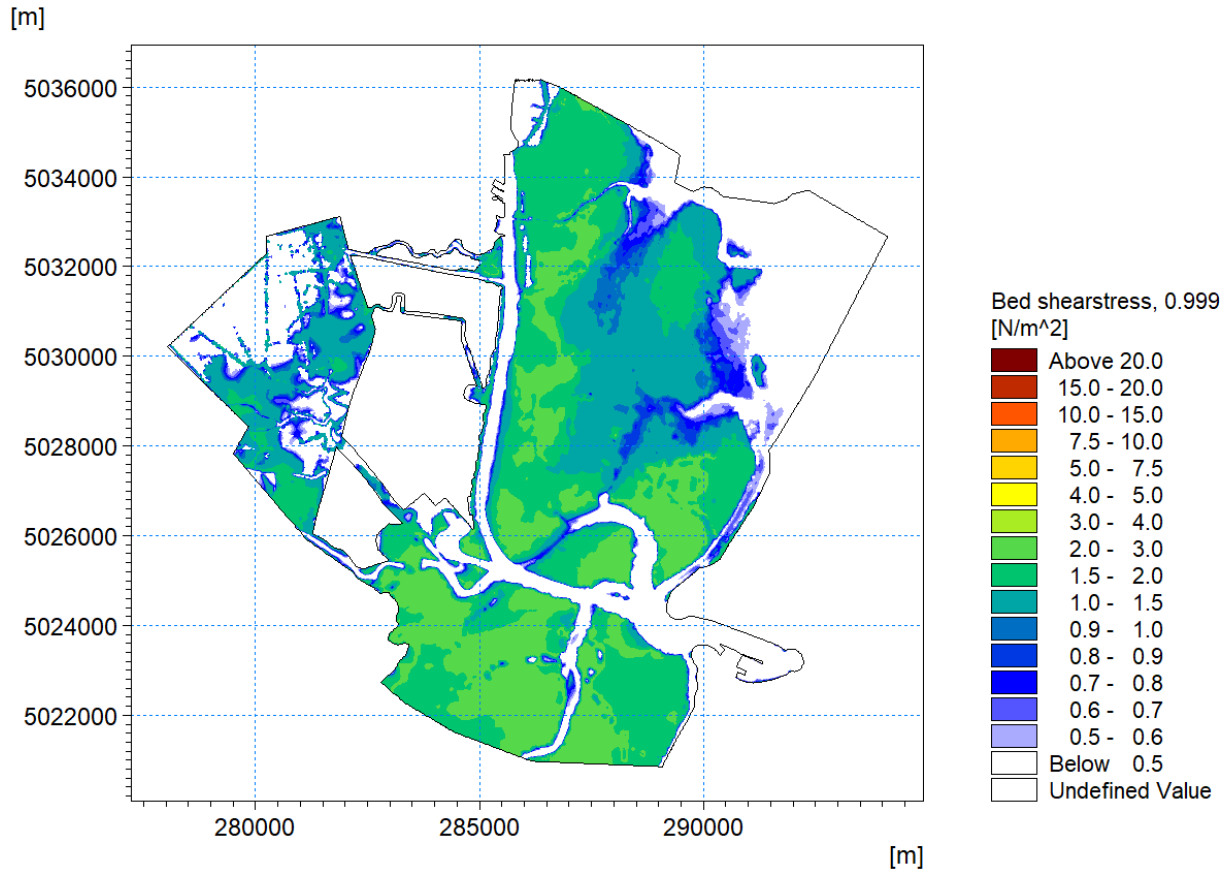 [m]
5036000
5034000
5032000
5030000
5028000
5026000
5024000
5022000
280000 285000 290000
[m]
Bed shearstress, 0.999
[N/m^2]
Above 20.0
15.0 - 20.0
10.0 - 15.0
7.5 - 10.0
5.0 - 7.5
4.0 - 5.0
3.0 - 4.0
2.0 - 3.0
1.5 - 2.0
1.0 - 1.5
0.9 - 1.0
0.8 - 0.9
0.7 - 0.8
0.6 - 0.7
0.5 - 0.6
Below 0.5
Undefined Value